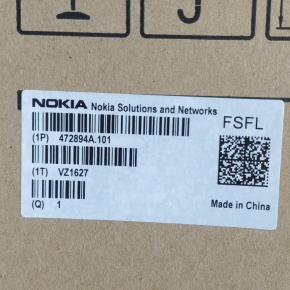 NOKIA Nokia Solutions and Networks
FSFL
(1P) 472894A.101
(1T) VZ1627
(Q) 1
Made in China